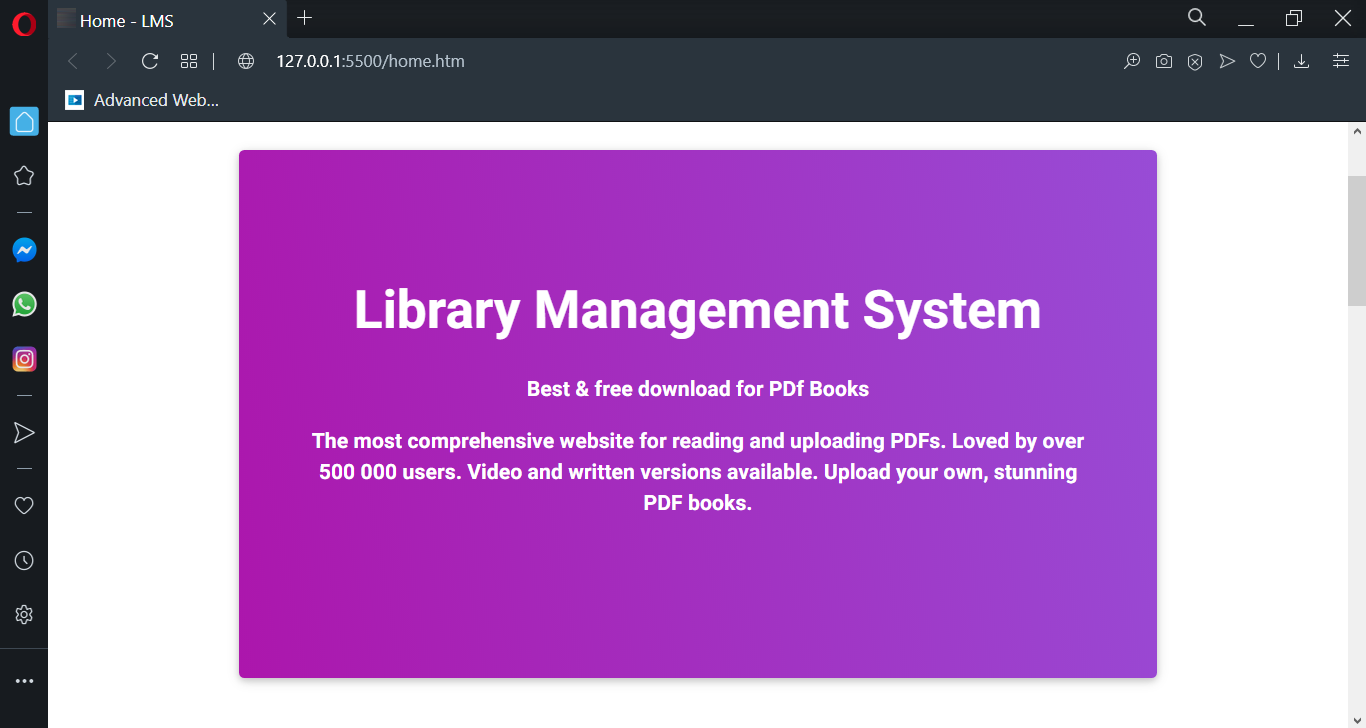 Home - LMS
127.0.0.1:5500/home.htm
Advanced Web...
Library Management System
Best & free download for PDf Books
The most comprehensive website for reading and uploading PDFs. Loved by over
500 000 users. Video and written versions available. Upload your own, stunning
PDF books.